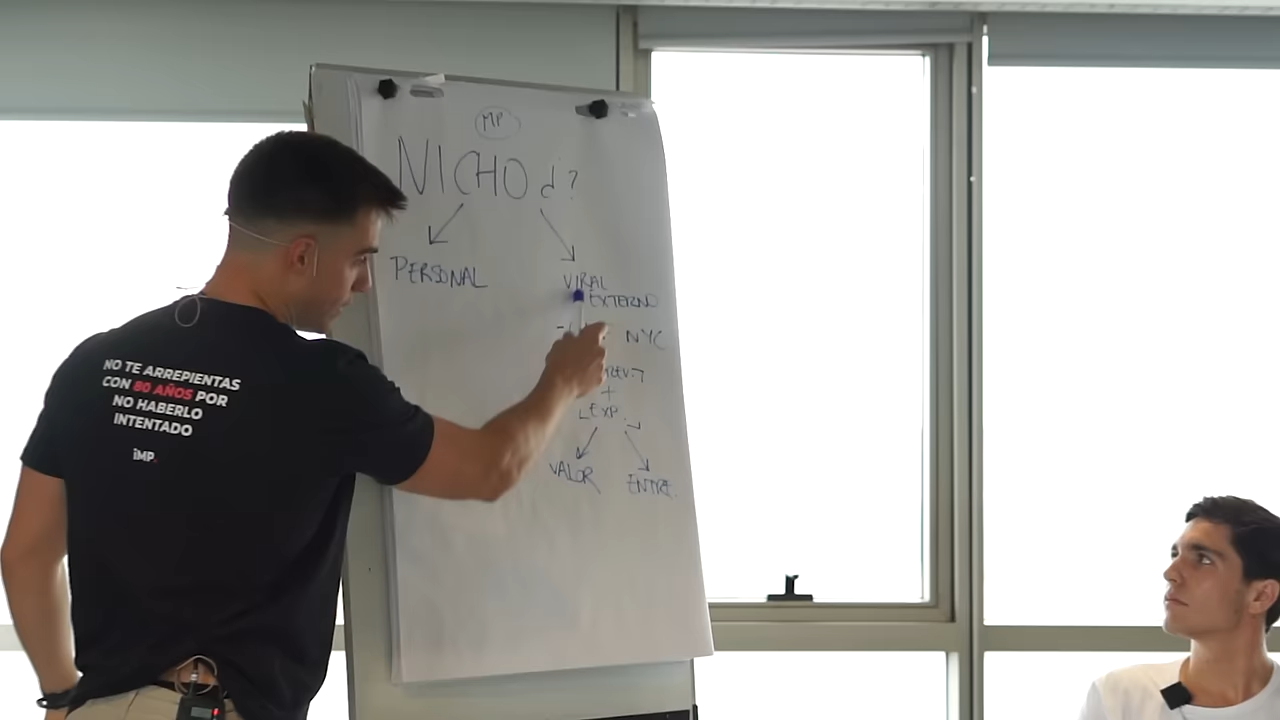 MP
NICHO ¿?
PERSONAL
VIRAL
EXTERNO
NYC
+
EXP.
VALOR
ENTRE.
NO TE ARREPIENTAS
CON 80 AÑOS POR
NO HABERLO
INTENTADO
iMP.